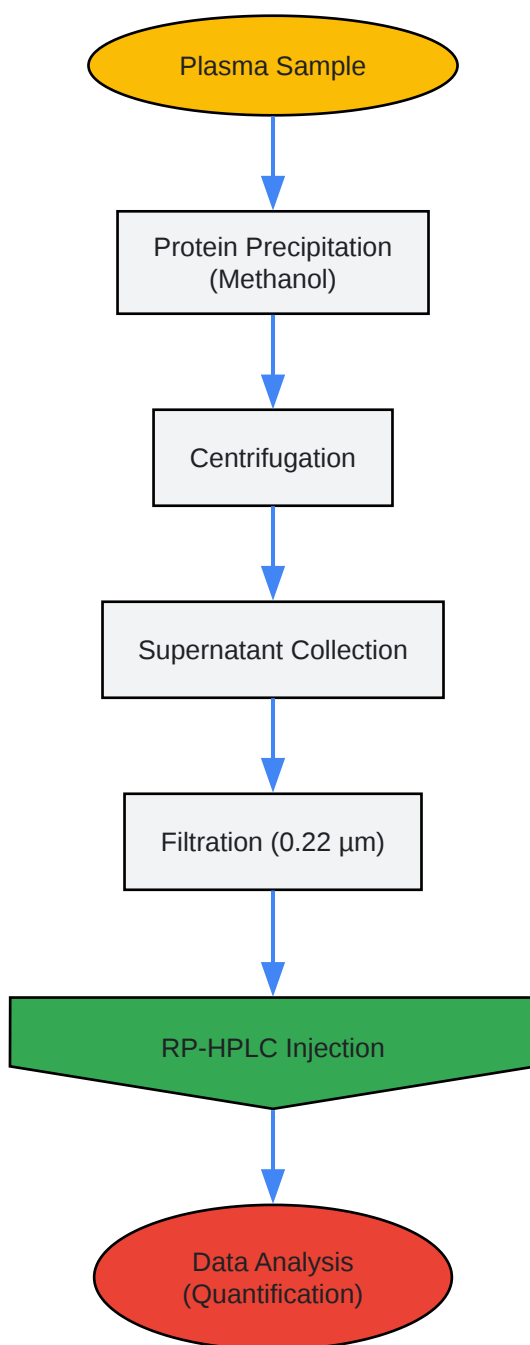 Plasma Sample
Protein Precipitation
(Methanol)
Centrifugation
Supernatant Collection
Filtration (0.22 µm)
RP-HPLC Injection
Data Analysis
(Quantification)